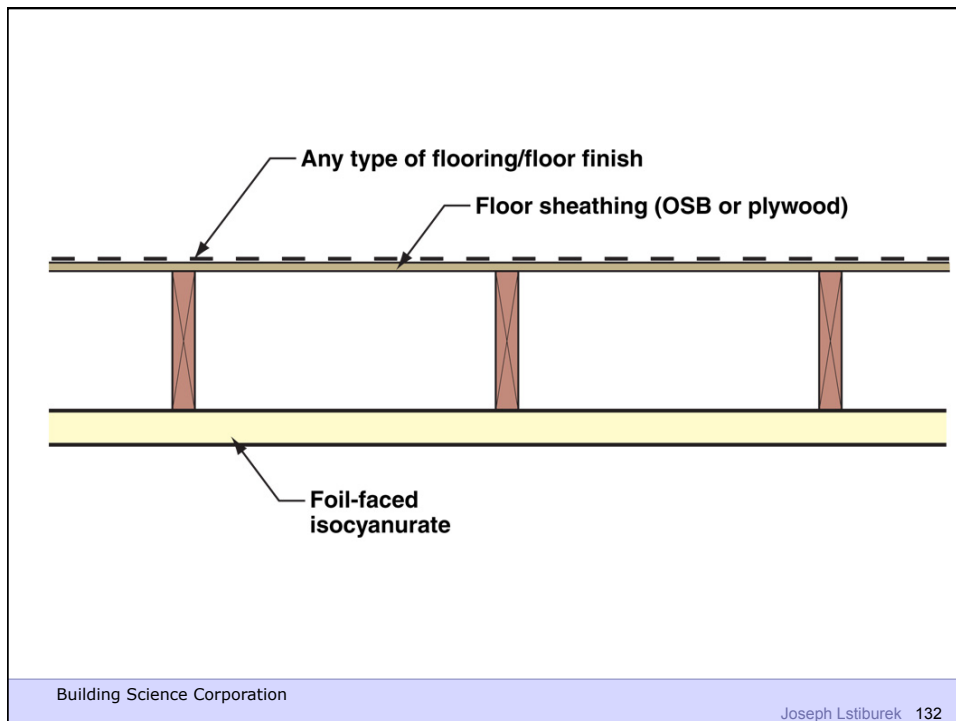 Any type of flooring/floor finish
Floor sheathing (OSB or plywood)
Foil-faced
isocyanurate
Building Science Corporation
Joseph Lstiburek 132